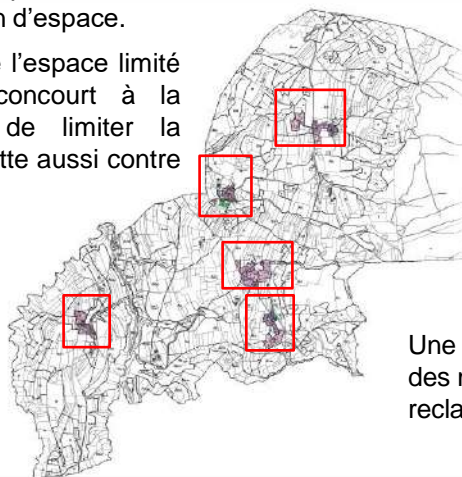 n d’espace.
l’espace limité
concourt à la
de limiter la
tte aussi contre
Une
des
recla